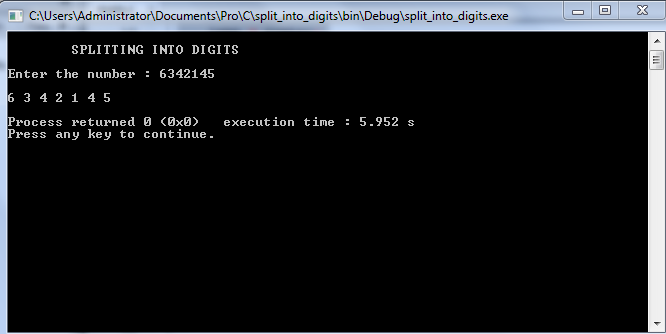 C:\Users\Administrator\Documents\Pro\C\split_into_digits\bin\Debug\split_into_digits.exe
SPLITTING INTO DIGITS
Enter the number : 6342145
6 3 4 2 1 4 5
Process returned 0 (0x0)   execution time : 5.952 s
Press any key to continue.